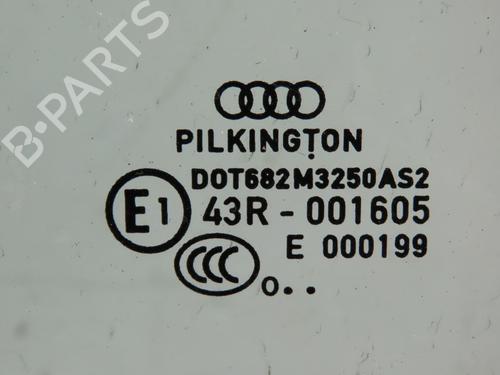 B-PARTS
PILKINGTON
DOT682M3250AS2
E1 43R - 001605
E 000199
CCC
O..